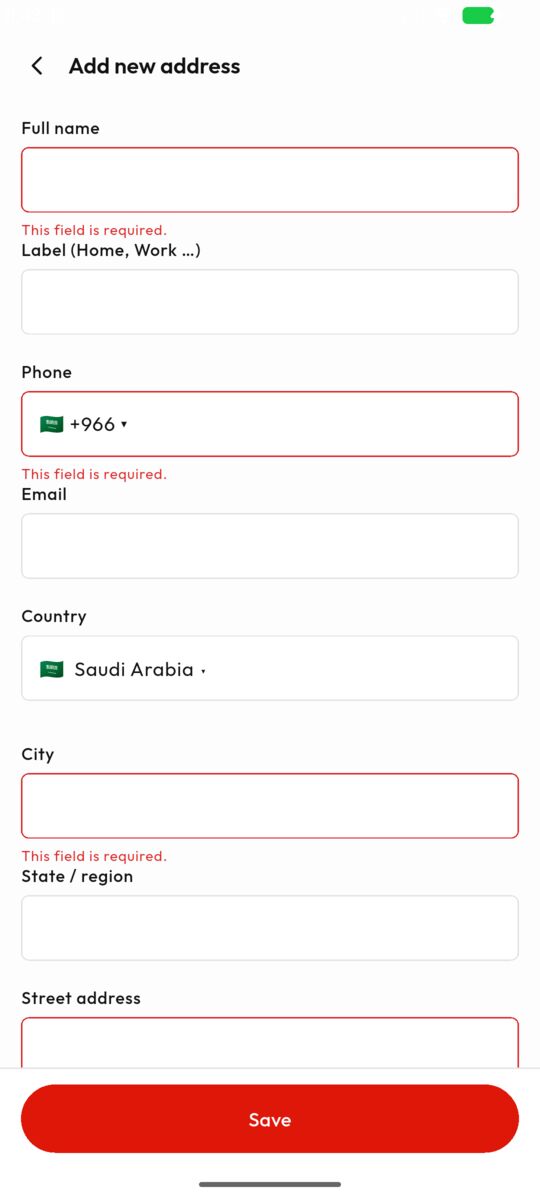 Add new address
Full name
This field is required.
Label (Home, Work ...)
Phone
+966
This field is required.
Email
Country
Saudi Arabia
City
This field is required.
State / region
Street address
Save